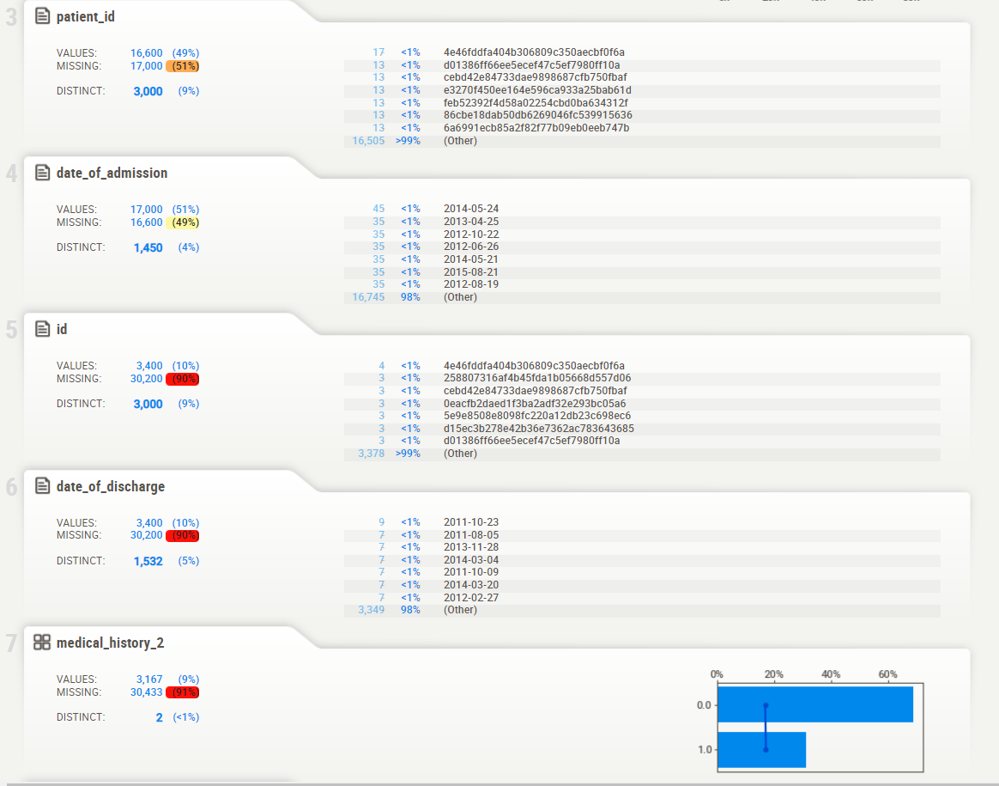 3 patient_id
VALUES: 16,600 (49%)
MISSING: 17,000 (51%)
DISTINCT: 3,000 (9%)
17 <1% 4e46fddfa404b306809c350aecbf0f6a
13 <1% d01386ff66ee5ecef47c5ef7980ff10a
13 <1% cebd42e84733dae9898687cfb750fbaf
13 <1% e3270f450ee164e596ca933a25bab61d
13 <1% feb52392f4d58a02254cbd0ba634312f
13 <1% 86cbe18dab50db6269046fc539915636
13 <1% 6a6991ecb85a2f82f77b09eb0eeb747b
16,505 >99% (Other)
4 date_of_admission
VALUES: 17,000 (51%)
MISSING: 16,600 (49%)
DISTINCT: 1,450 (4%)
45 <1% 2014-05-24
35 <1% 2013-04-25
35 <1% 2012-10-22
35 <1% 2012-06-26
35 <1% 2014-05-21
35 <1% 2015-08-21
35 <1% 2012-08-19
16,745 98% (Other)
5 id
VALUES: 3,400 (10%)
MISSING: 30,200 (90%)
DISTINCT: 3,000 (9%)
4 <1% 4e46fddfa404b306809c350aecbf0f6a
3 <1% 258807316af4b45fda1b05668d557d06
3 <1% cebd42e84733dae9898687cfb750fbaf
3 <1% 0eacfb2daed1f3ba2adf32e293bc05a6
3 <1% 5e9e8508e8098fc220a12db23c698ec6
3 <1% d15ec3b278e42b36e7362ac783643685
3 <1% d01386ff66ee5ecef47c5ef7980ff10a
3,378 >99% (Other)
6 date_of_discharge
VALUES: 3,400 (10%)
MISSING: 30,200 (90%)
DISTINCT: 1,532 (5%)
9 <1% 2011-10-23
7 <1% 2011-08-05
7 <1% 2013-11-28
7 <1% 2014-03-04
7 <1% 2011-10-09
7 <1% 2014-03-20
7 <1% 2012-02-27
3,349 98% (Other)
7 medical_history_2
VALUES: 3,167 (9%)
MISSING: 30,433 (91%)
DISTINCT: 2 (<1%)
0% 20% 40% 60%
0.0
1.0